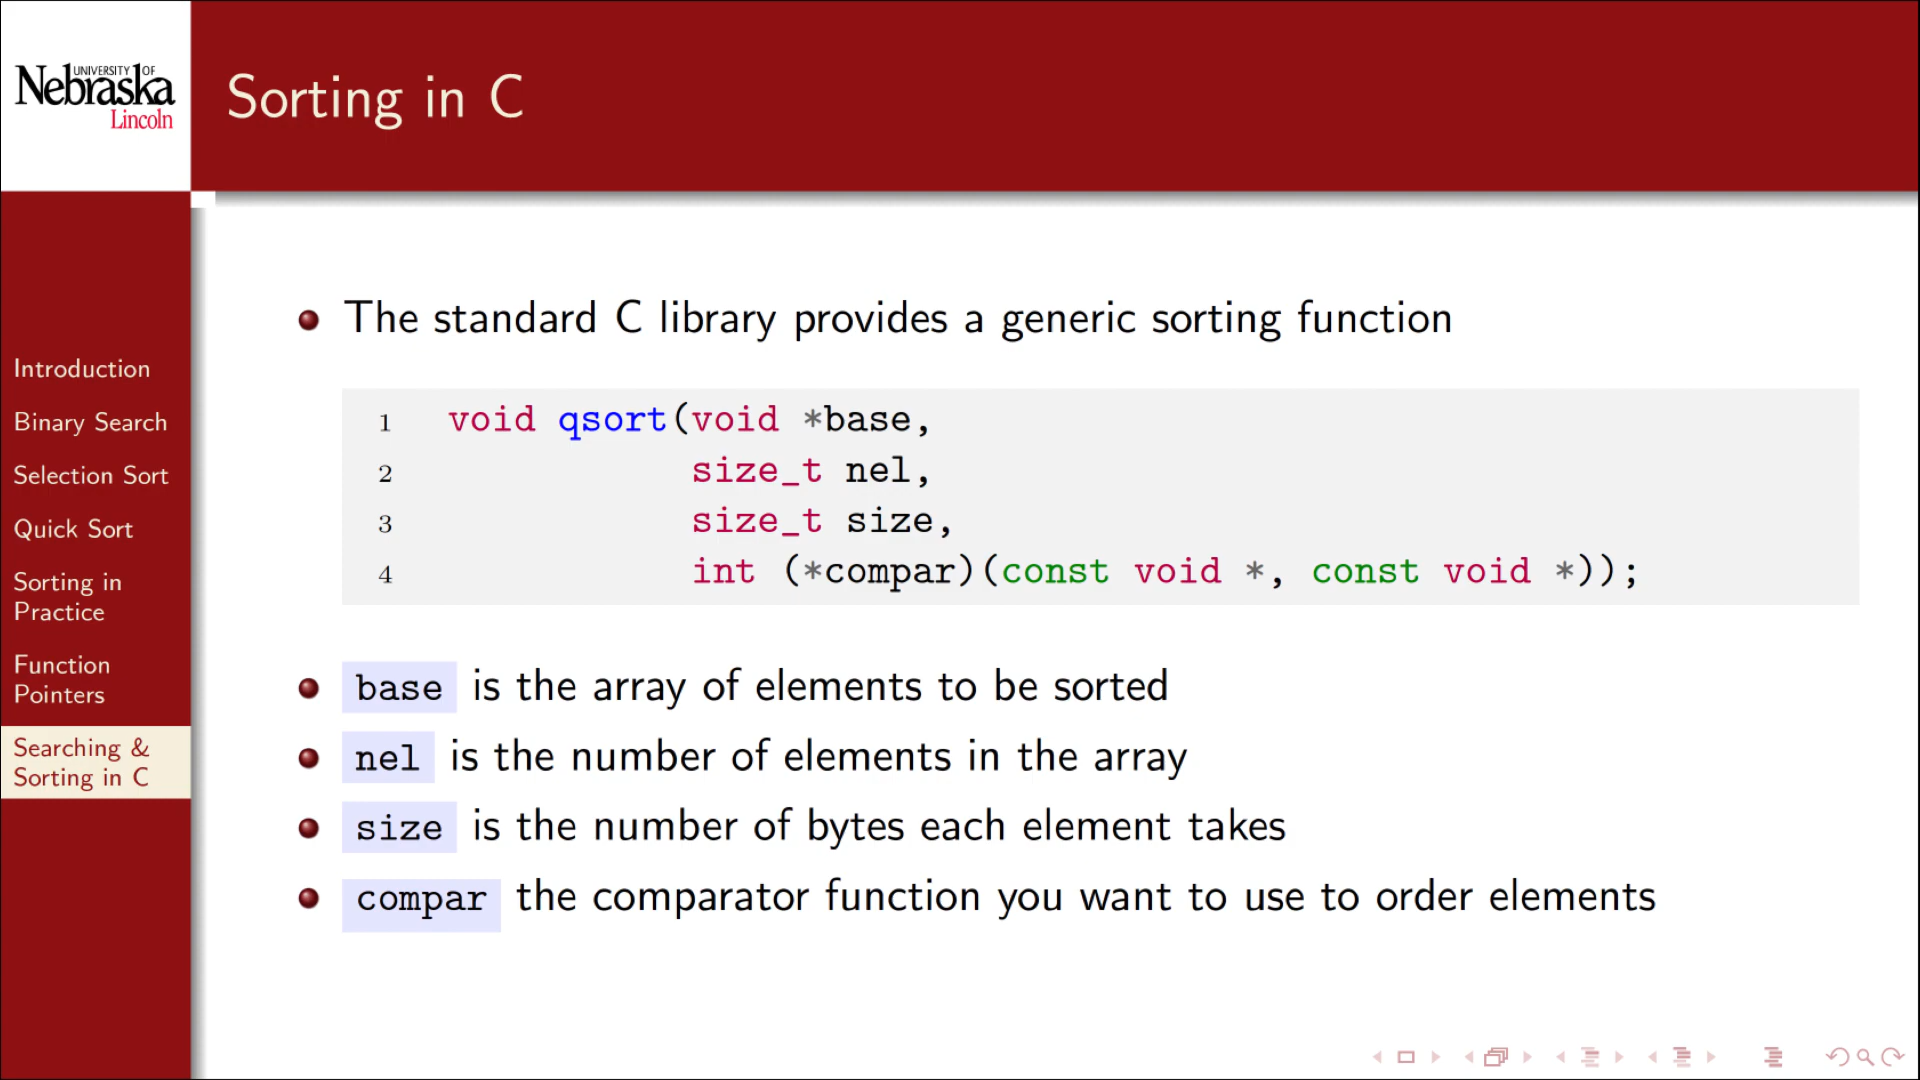 UNIVERSITY OF
Nebraska
Lincoln
Sorting in C
Introduction
Binary Search
Selection Sort
Quick Sort
Sorting in
Practice
Function
Pointers
Searching &
Sorting in C
• The standard C library provides a generic sorting function
1 void qsort(void *base,
2 size_t nel,
3 size_t size,
4 int (*compar)(const void *, const void *));
• base is the array of elements to be sorted
• nel is the number of elements in the array
• size is the number of bytes each element takes
• compar the comparator function you want to use to order elements